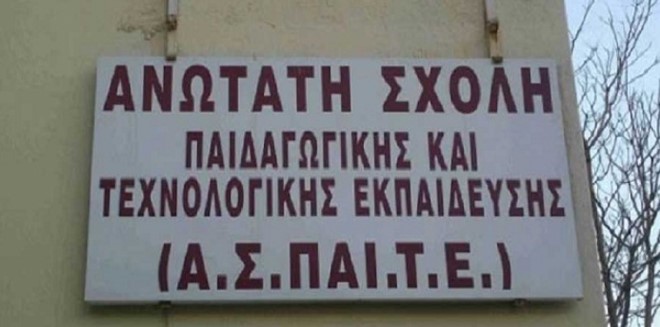 ΑΝΩΤΑΤΗ ΣΧΟΛΗ
ΠΑΙΔΑΓΩΓΙΚΗΣ ΚΑΙ
ΤΕΧΝΟΛΟΓΙΚΗΣ ΕΚΠΑΙΔΕΥΣΗΣ
(Α.Σ.ΠΑΙ.Τ.Ε.)